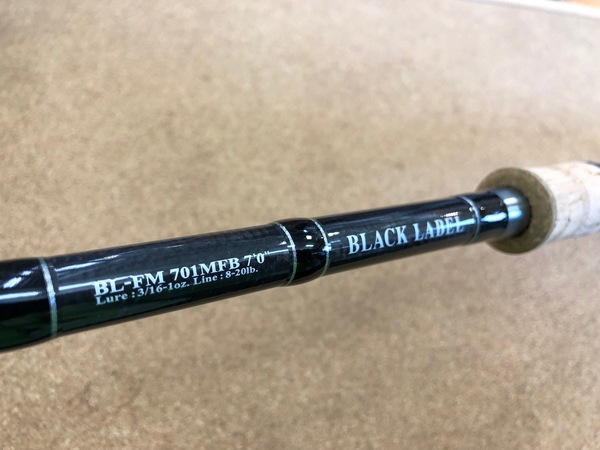 BL-FM 701MFB 7'0"
Lure : 3/16-1oz. Line : 8-20lb.
BLACK LABEL